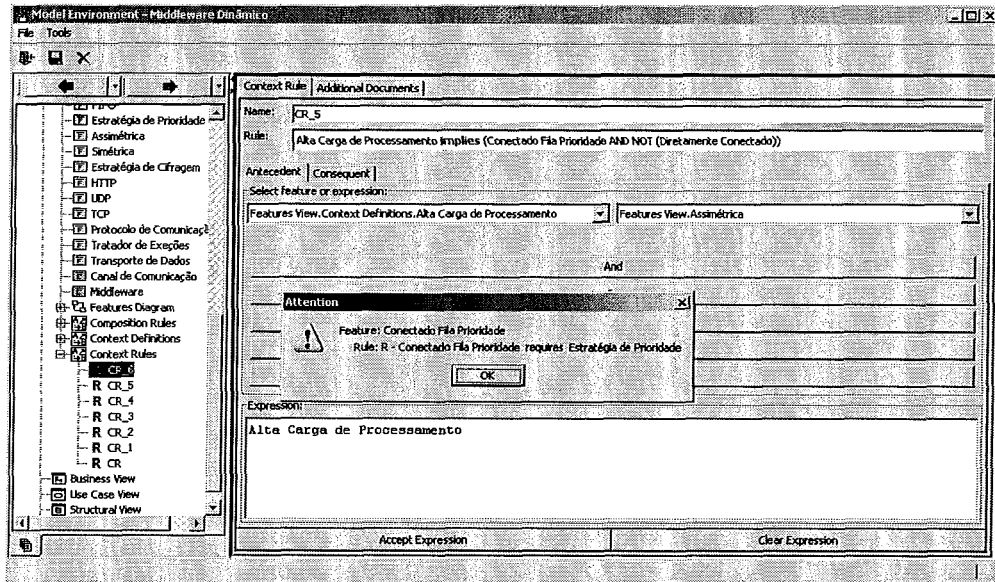 Model Environment - Middleware Dinâmico
File Tools
Estratégia de Prioridade
Assimétrica
Simétrica
Estratégia de Cifragem
HTTP
UDP
TCP
Protocolo de Comunicaçã
Tratador de Exeções
Transporte de Dados
Canal de Comunicação
Middleware
Features Diagram
Composition Rules
Context Definitions
Context Rules
CR_6
R CR_5
R CR_4
R CR_3
R CR_2
R CR_1
R CR
Business View
Use Case View
Structural View
Context Rule Additional Documents
Name: CR_5
Rule: Alta Carga de Processamento implies (Conectado Fila Prioridade AND NOT (Diretamente Conectado))
Antecedent Consequent
Select feature or expression:
Features View.Context Definitions.Alta Carga de Processamento Features View.Assimétrica
And
Attention
Feature: Conectado Fila Prioridade
Rule: R - Conectado Fila Prioridade requires Estratégia de Prioridade
OK
Expression:
Alta Carga de Processamento
Accept Expression Clear Expression